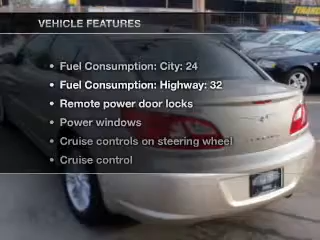 VEHICLE FEATURES
• Fuel Consumption: City: 24
• Fuel Consumption: Highway: 32
• Remote power door locks
• Power windows
• Cruise controls on steering wheel
• Cruise control